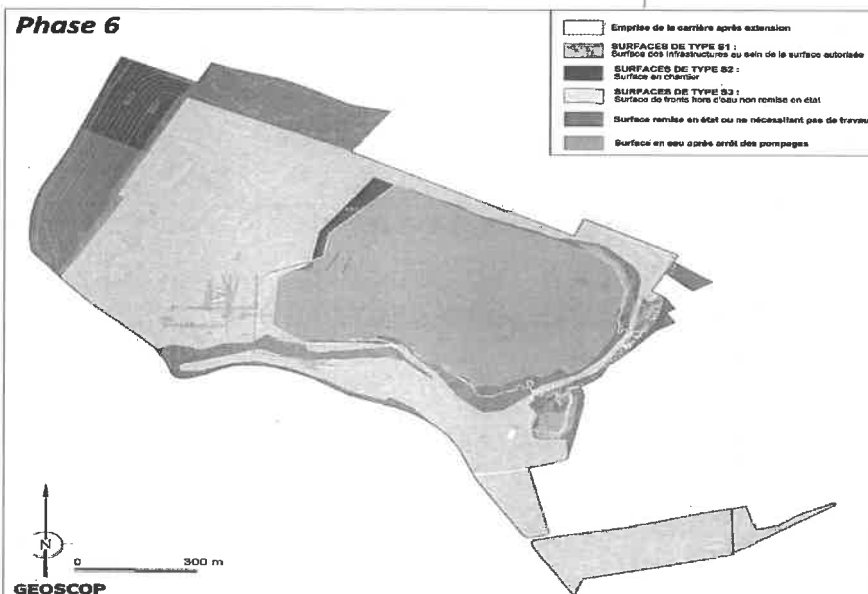 Phase 6
Emprise de la carrière après extension
SURFACES DE TYPE S1 :
Surface des infrastructures au sein de la surface autorisée
SURFACES DE TYPE S2 :
Surface en chantier
SURFACES DE TYPE S3 :
Surface de fronts hors d'eau non remise en état
Surface remise en état ou ne nécessitant pas de travau
Surface en eau après arrêt des pompages
N
0 300 m
GEOSCOP